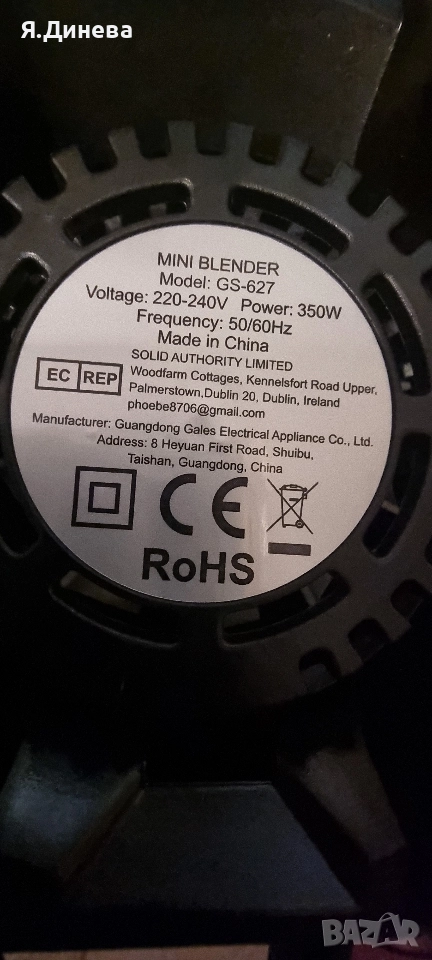 Я.Динева
MINI BLENDER
Model: GS-627
Voltage: 220-240V Power: 350W
Frequency: 50/60Hz
Made in China
SOLID AUTHORITY LIMITED
EC REP
Woodfarm Cottages, Kennelsfort Road Upper,
Palmerstown,Dublin 20, Dublin, Ireland
phoebe8706@gmail.com
Manufacturer: Guangdong Gales Electrical Appliance Co., Ltd.
Address: 8 Heyuan First Road, Shuibu,
Taishan, Guangdong, China
CE
RoHS
BAZAR